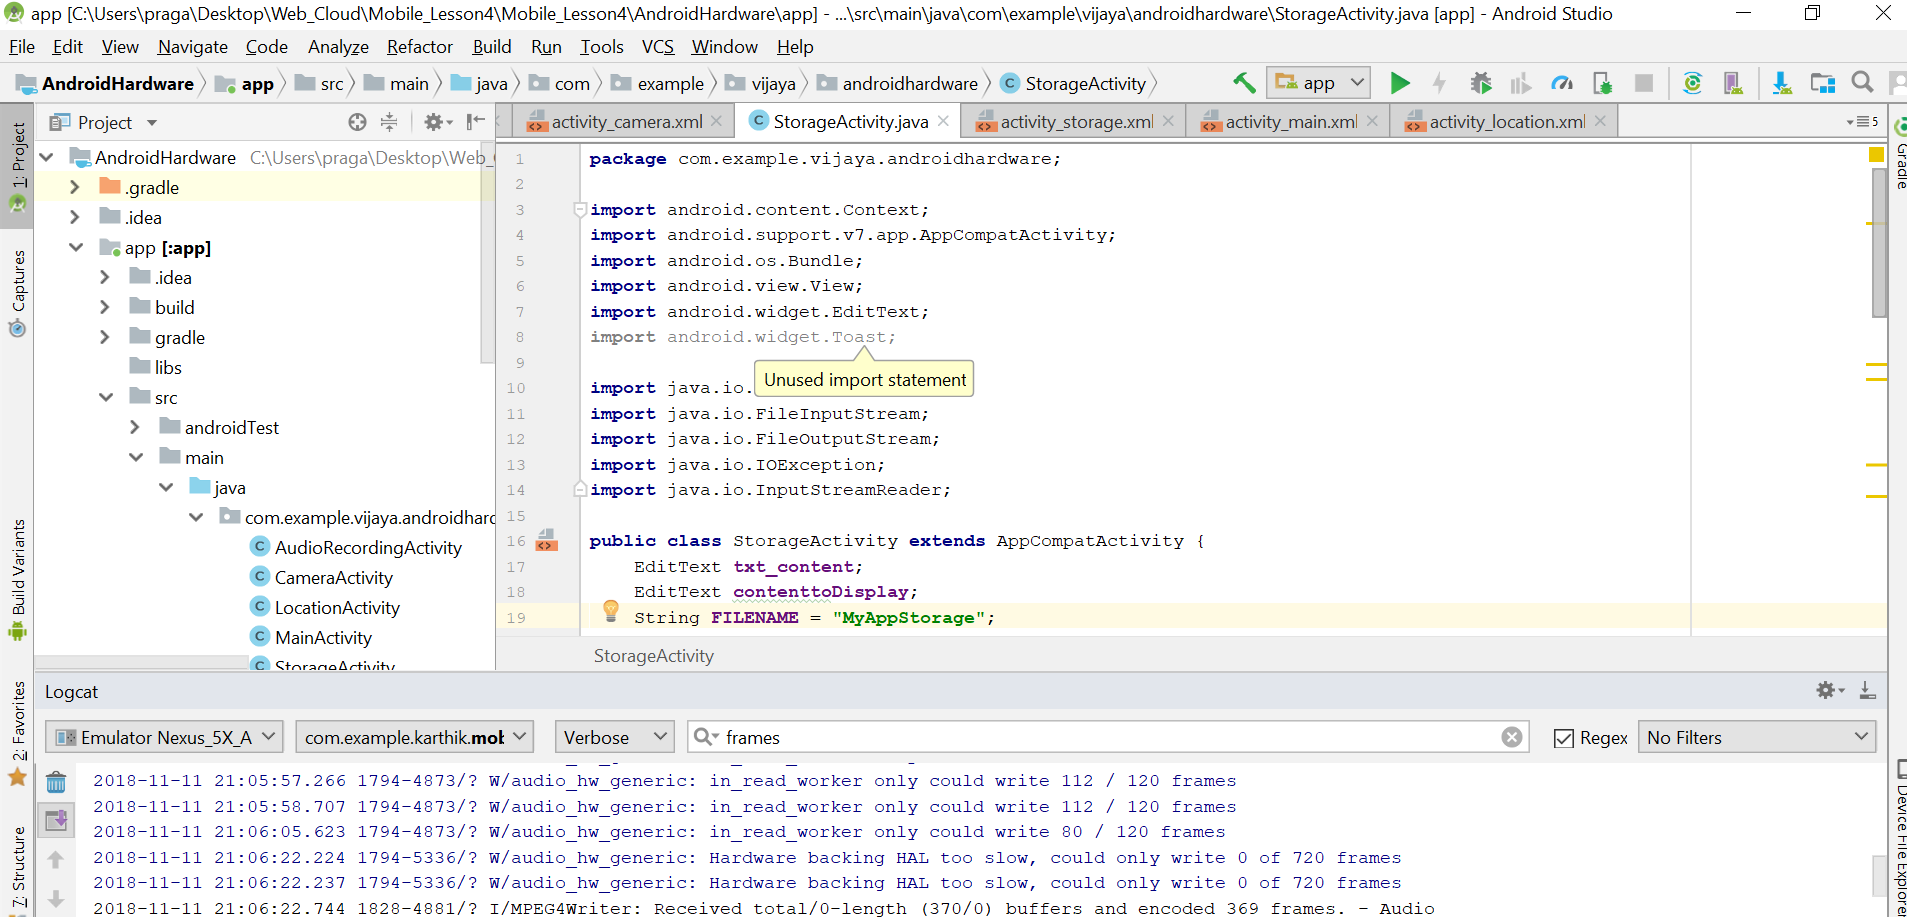 app [C:\Users\praga\Desktop\Web_Cloud\Mobile_Lesson4\Mobile_Lesson4\AndroidHardware\app] - ...\src\main\java\com\example\vijaya\androidhardware\StorageActivity.java [app] - Android Studio
File Edit View Navigate Code Analyze Refactor Build Run Tools VCS Window Help
AndroidHardware app src main java com example vijaya androidhardware StorageActivity app
Project
activity_camera.xml StorageActivity.java activity_storage.xml activity_main.xml activity_location.xml 5
1: Project
Captures
Build Variants
2: Favorites
7: Structure
AndroidHardware C:\Users\praga\Desktop\Web_
.gradle
.idea
app [:app]
.idea
build
gradle
libs
src
androidTest
main
java
com.example.vijaya.androidhard
AudioRecordingActivity
CameraActivity
LocationActivity
MainActivity
StorageActivity
1 package com.example.vijaya.androidhardware;
2
3 import android.content.Context;
4 import android.support.v7.app.AppCompatActivity;
5 import android.os.Bundle;
6 import android.view.View;
7 import android.widget.EditText;
8 import android.widget.Toast;
9
Unused import statement
10 import java.io.
11 import java.io.FileInputStream;
12 import java.io.FileOutputStream;
13 import java.io.IOException;
14 import java.io.InputStreamReader;
15
16 public class StorageActivity extends AppCompatActivity {
17 EditText txt_content;
18 EditText contenttoDisplay;
19 String FILENAME = "MyAppStorage";
StorageActivity
Gradle
Device File Explorer
Logcat
Emulator Nexus_5X_A com.example.karthik.mob Verbose frames Regex No Filters
2018-11-11 21:05:57.266 1794-4873/? W/audio_hw_generic: in_read_worker only could write 112 / 120 frames
2018-11-11 21:05:58.707 1794-4873/? W/audio_hw_generic: in_read_worker only could write 112 / 120 frames
2018-11-11 21:06:05.623 1794-4873/? W/audio_hw_generic: in_read_worker only could write 80 / 120 frames
2018-11-11 21:06:22.224 1794-5336/? W/audio_hw_generic: Hardware backing HAL too slow, could only write 0 of 720 frames
2018-11-11 21:06:22.237 1794-5336/? W/audio_hw_generic: Hardware backing HAL too slow, could only write 0 of 720 frames
2018-11-11 21:06:22.744 1828-4881/? I/MPEG4Writer: Received total/0-length (370/0) buffers and encoded 369 frames. - Audio